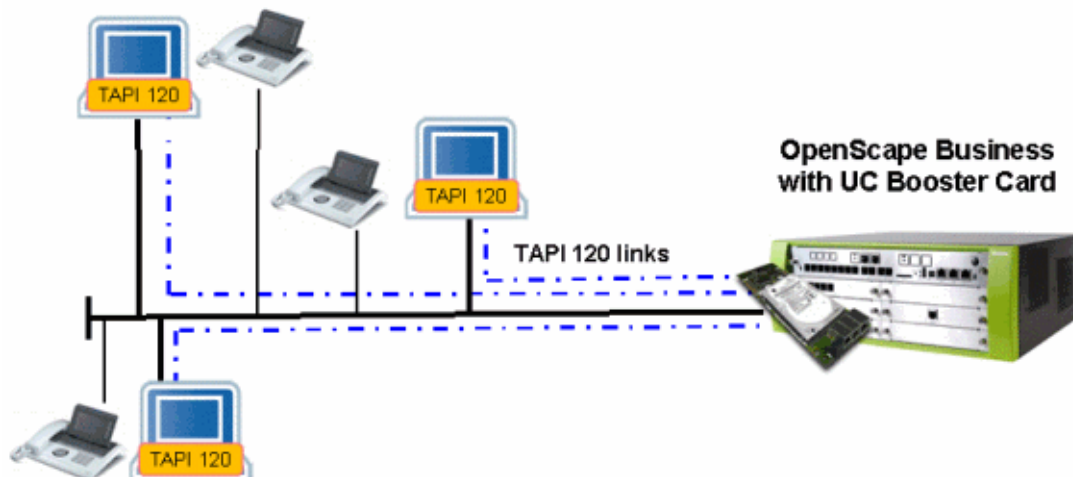 TAPI 120
TAPI 120
OpenScape Business
with UC Booster Card
TAPI 120 links
TAPI 120